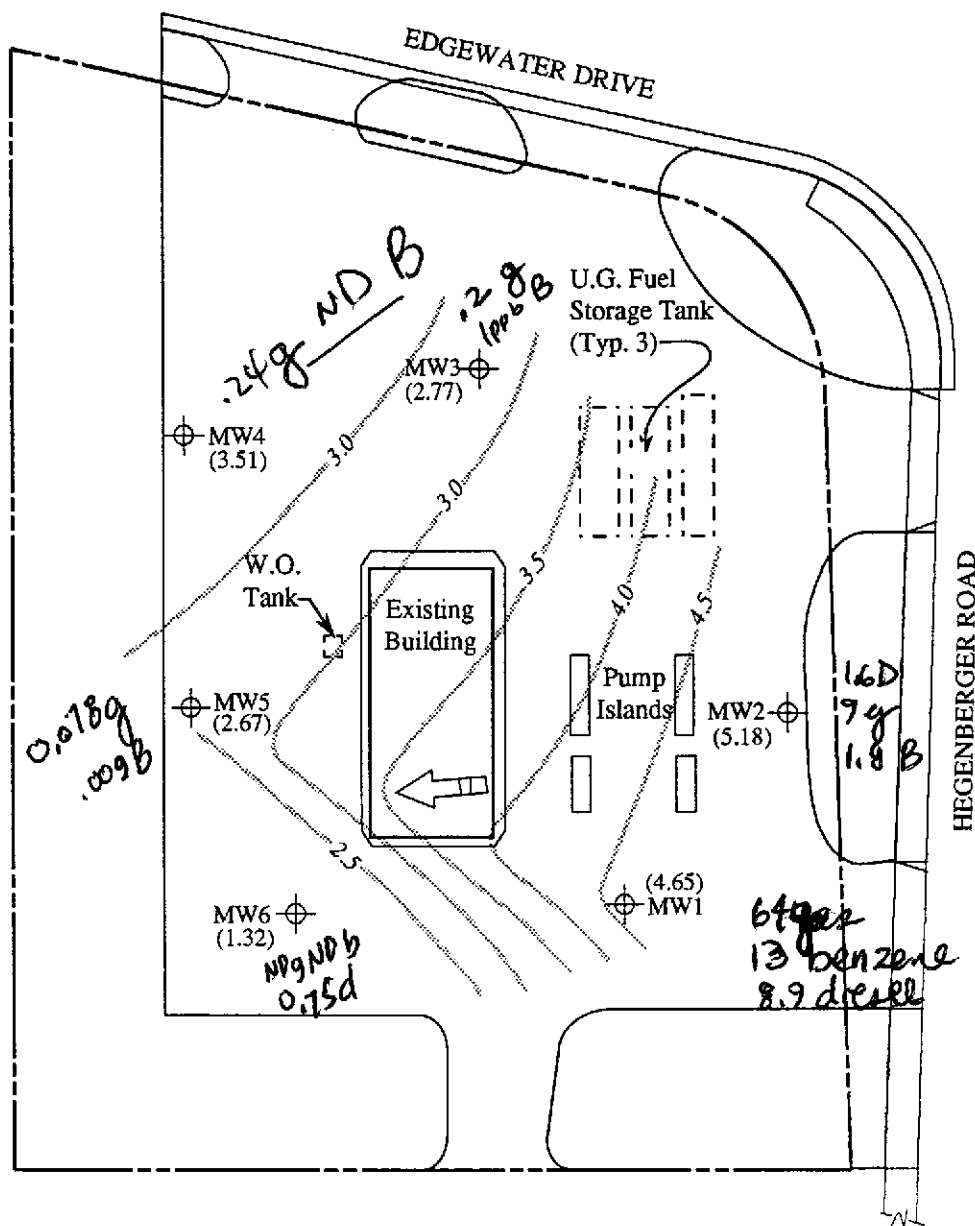 EDGEWATER DRIVE
.24g ND B
.2 g
1ppb B
U.G. Fuel
Storage Tank
(Typ. 3)
MW3
(2.77)
MW4
(3.51)
3.0
3.0
3.5
4.0
4.5
W.O.
Tank
Existing
Building
Pump
Islands
MW5
(2.67)
MW2
(5.18)
1.6D
9 g
1.8 B
0.078g
.009B
HEGENBERGER ROAD
2.5
(4.65)
MW1
MW6
(1.32)
NDg NDb
0.75d
64 gas
13 benzene
8.9 diesel
N